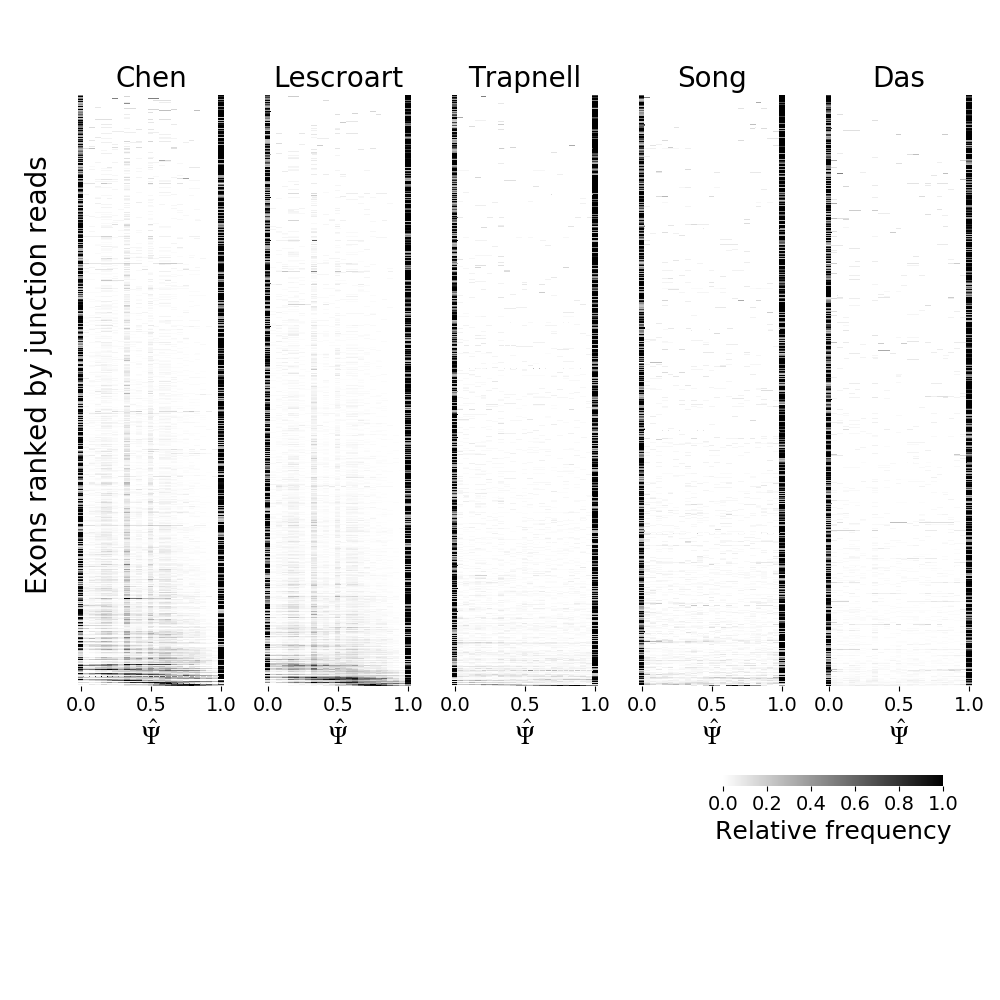 Chen Lescroart Trapnell Song Das
Exons ranked by junction reads
0.0 0.5 1.0 0.0 0.5 1.0 0.0 0.5 1.0 0.0 0.5 1.0 0.0 0.5 1.0
Ψ̂ Ψ̂ Ψ̂ Ψ̂ Ψ̂
0.0 0.2 0.4 0.6 0.8 1.0
Relative frequency